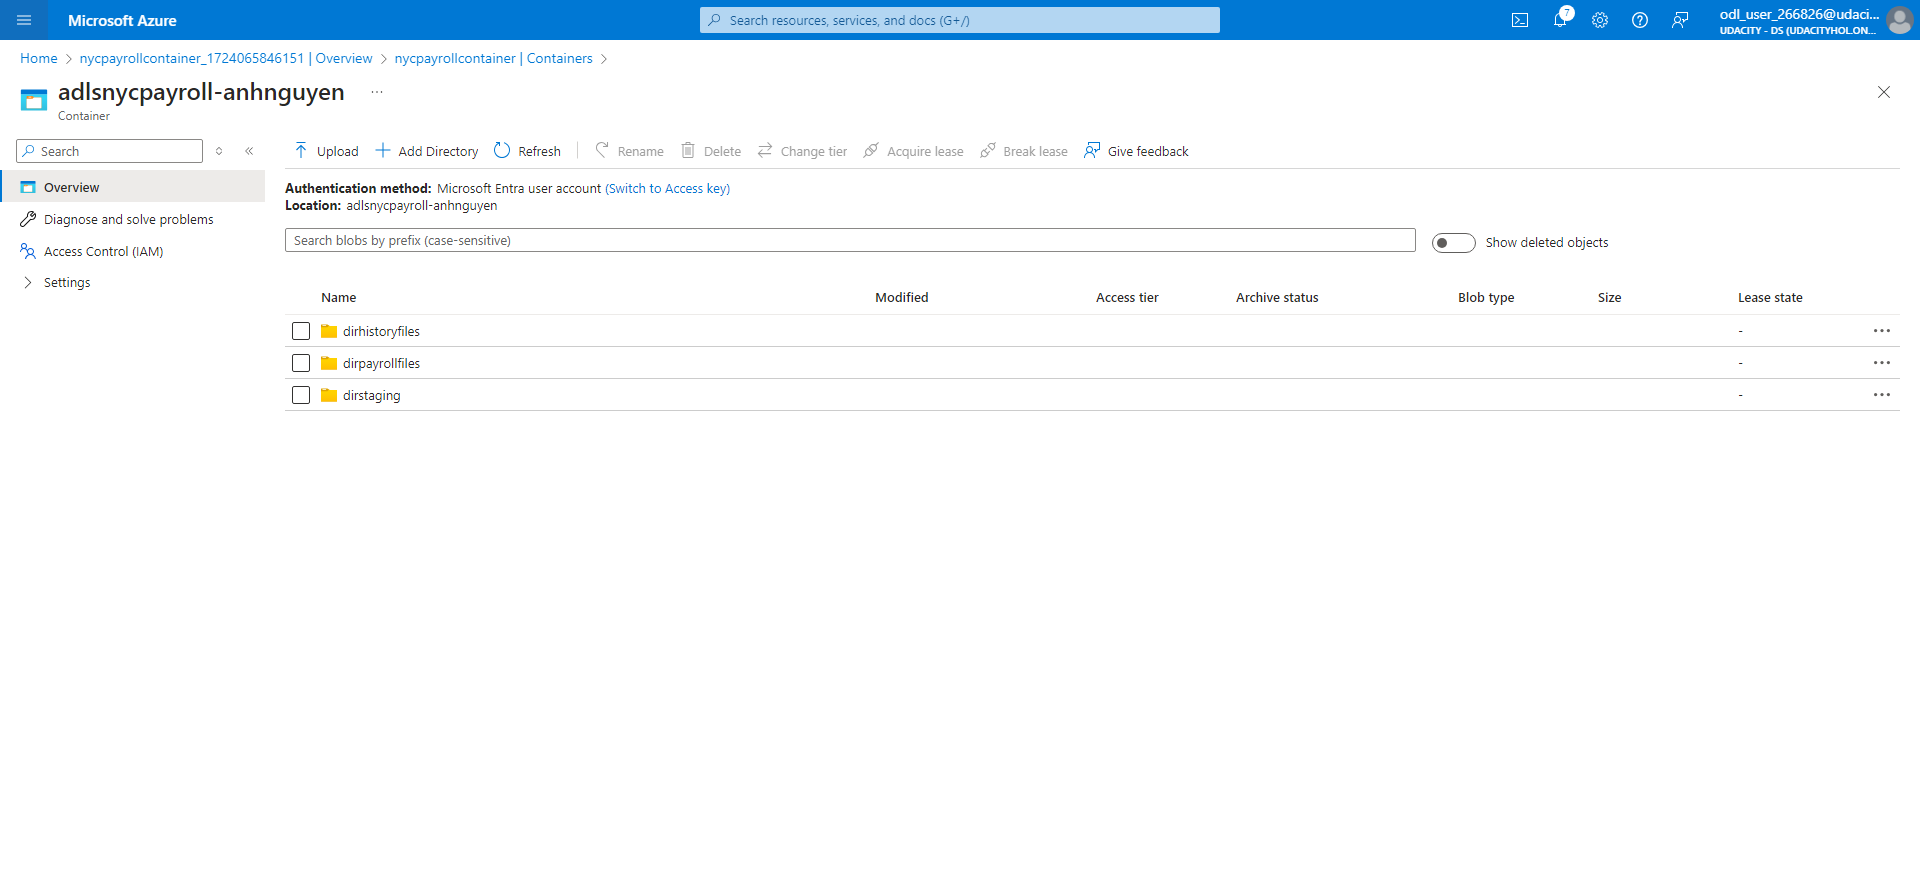 Microsoft Azure
Search resources, services, and docs (G+/)
7
odl_user_266826@udaci...
UDACITY - DS (UDACITYHOL.ON...
Home > nycpayrollcontainer_1724065846151 | Overview > nycpayrollcontainer | Containers >
adlsnycpayroll-anhnguyen ...
Container
Search
Overview
Diagnose and solve problems
Access Control (IAM)
Settings
Upload Add Directory Refresh Rename Delete Change tier Acquire lease Break lease Give feedback
Authentication method: Microsoft Entra user account (Switch to Access key)
Location: adlsnycpayroll-anhnguyen
Search blobs by prefix (case-sensitive)
Show deleted objects
Name Modified Access tier Archive status Blob type Size Lease state
dirhistoryfiles - ...
dirpayrollfiles - ...
dirstaging - ...